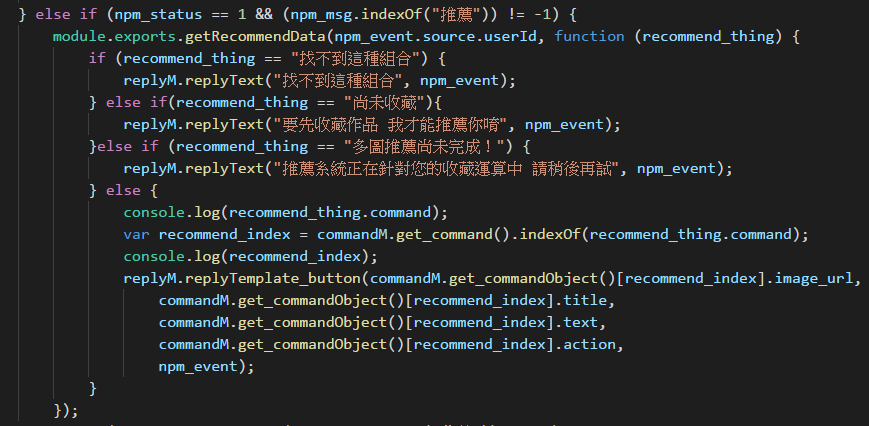 } else if (npm_status == 1 && (npm_msg.indexOf("推薦")) != -1) {
module.exports.getRecommendData(npm_event.source.userId, function (recommend_thing) {
if (recommend_thing == "找不到這種組合") {
replyM.replyText("找不到這種組合", npm_event);
} else if(recommend_thing == "尚未收藏"){
replyM.replyText("要先收藏作品 我才能推薦你唷", npm_event);
}else if (recommend_thing == "多圖推薦尚未完成！") {
replyM.replyText("推薦系統正在針對您的收藏運算中 請稍後再試", npm_event);
} else {
console.log(recommend_thing.command);
var recommend_index = commandM.get_command().indexOf(recommend_thing.command);
console.log(recommend_index);
replyM.replyTemplate_button(commandM.get_commandObject()[recommend_index].image_url,
commandM.get_commandObject()[recommend_index].title,
commandM.get_commandObject()[recommend_index].text,
commandM.get_commandObject()[recommend_index].action,
npm_event);
}
});